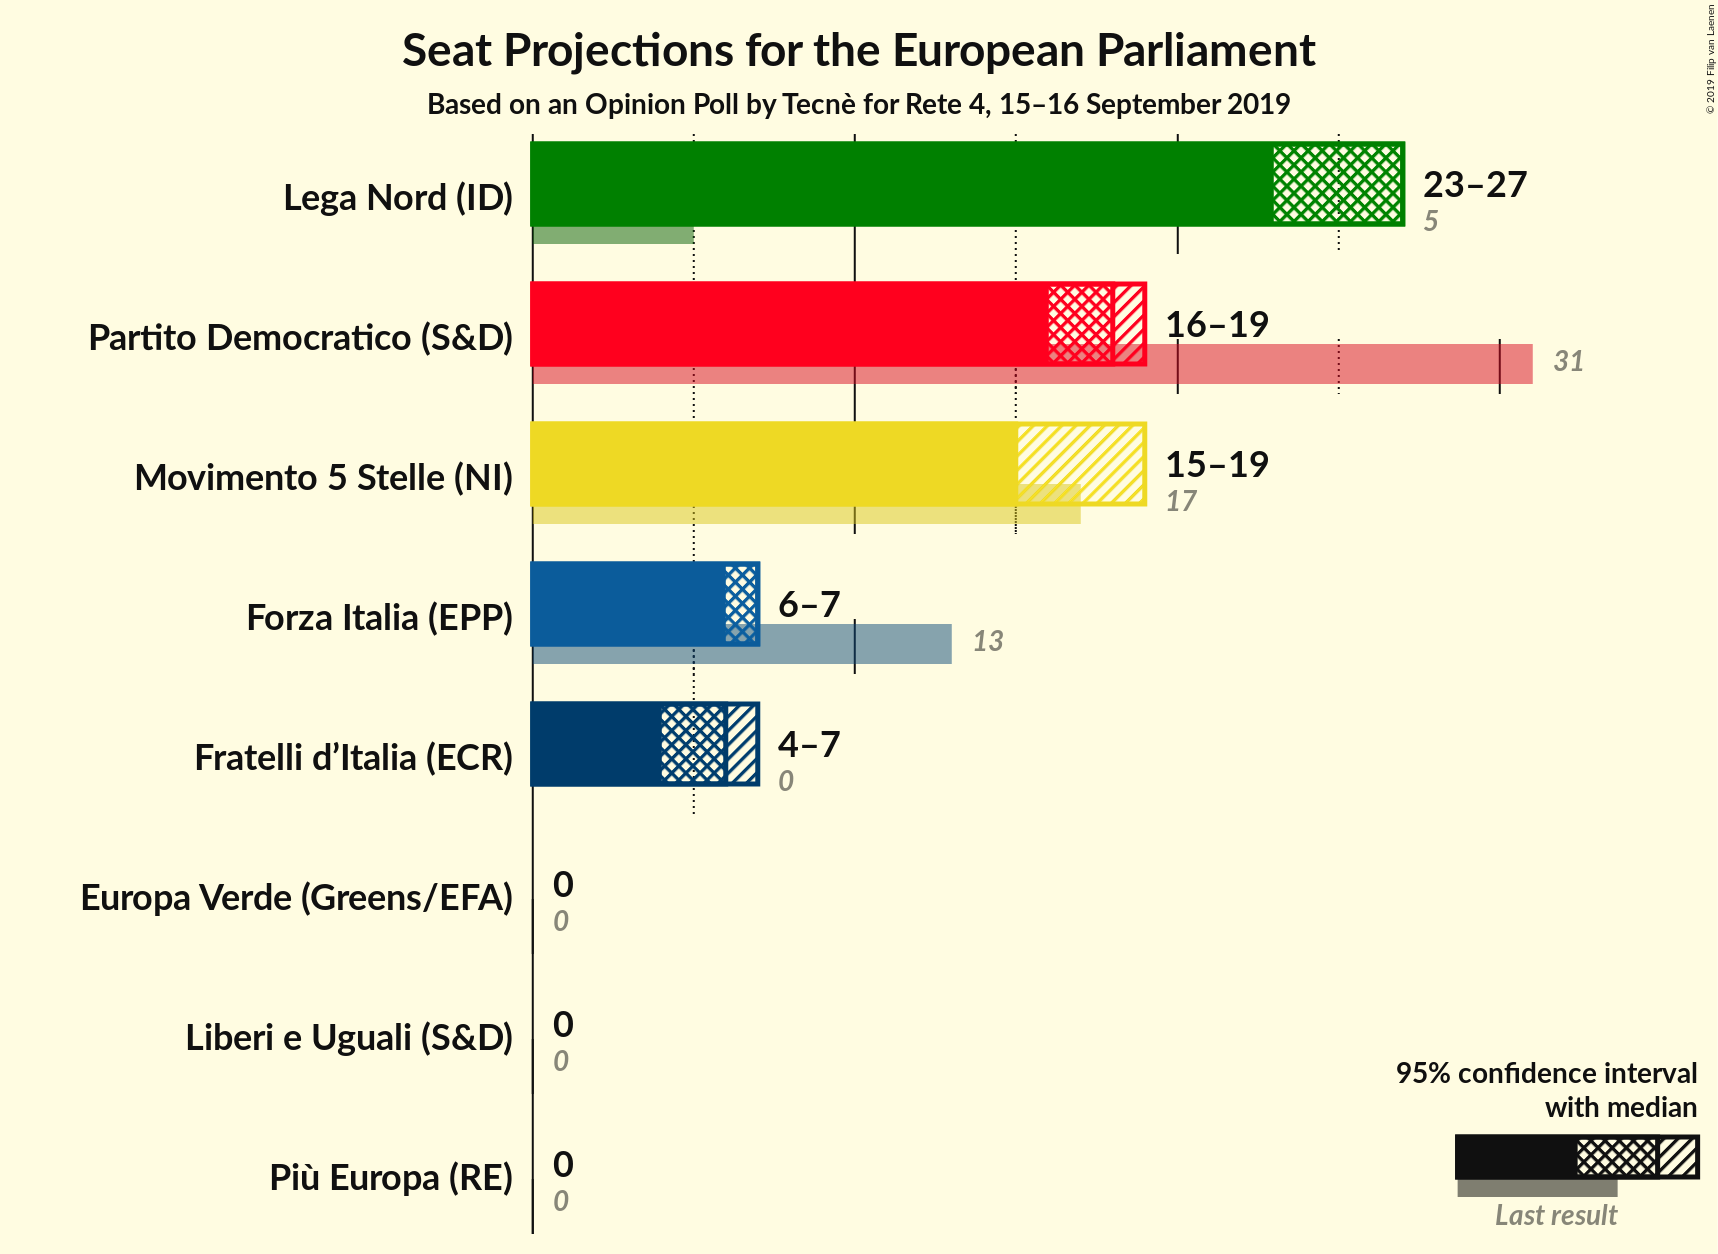 Seat Projections for the European Parliament
Based on an Opinion Poll by Tecnè for Rete 4, 15–16 September 2019
© 2019 Filip van Laenen
Lega Nord (ID)
23–27
5
Partito Democratico (S&D)
16–19
31
Movimento 5 Stelle (NI)
15–19
17
Forza Italia (EPP)
6–7
13
Fratelli d’Italia (ECR)
4–7
0
Europa Verde (Greens/EFA)
0
0
Liberi e Uguali (S&D)
0
0
Più Europa (RE)
0
0
95% confidence interval
with median
Last result